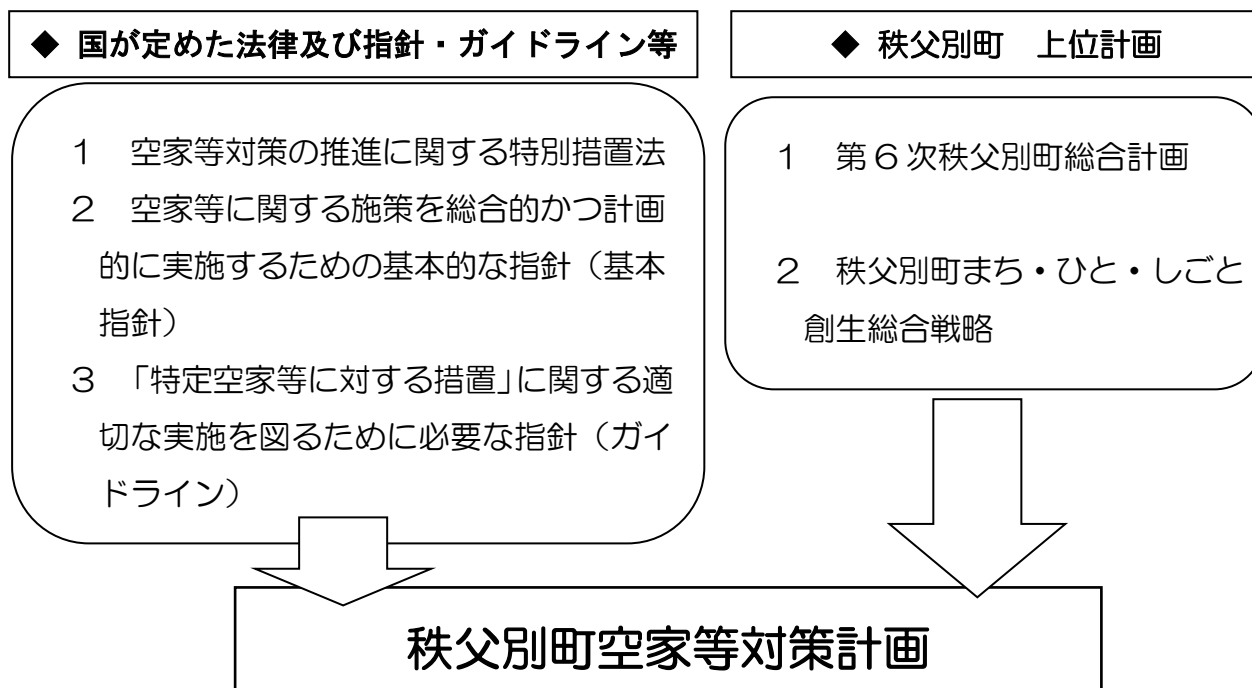 ◆ 国が定めた法律及び指針・ガイドライン等
1 空家等対策の推進に関する特別措置法
2 空家等に関する施策を総合的かつ計画
的に実施するための基本的な指針（基本
指針）
3 「特定空家等に対する措置」に関する適
切な実施を図るために必要な指針（ガイ
ドライン）
◆ 秩父別町 上位計画
1 第6次秩父別町総合計画
2 秩父別町まち・ひと・しごと
創生総合戦略
秩父別町空家等対策計画